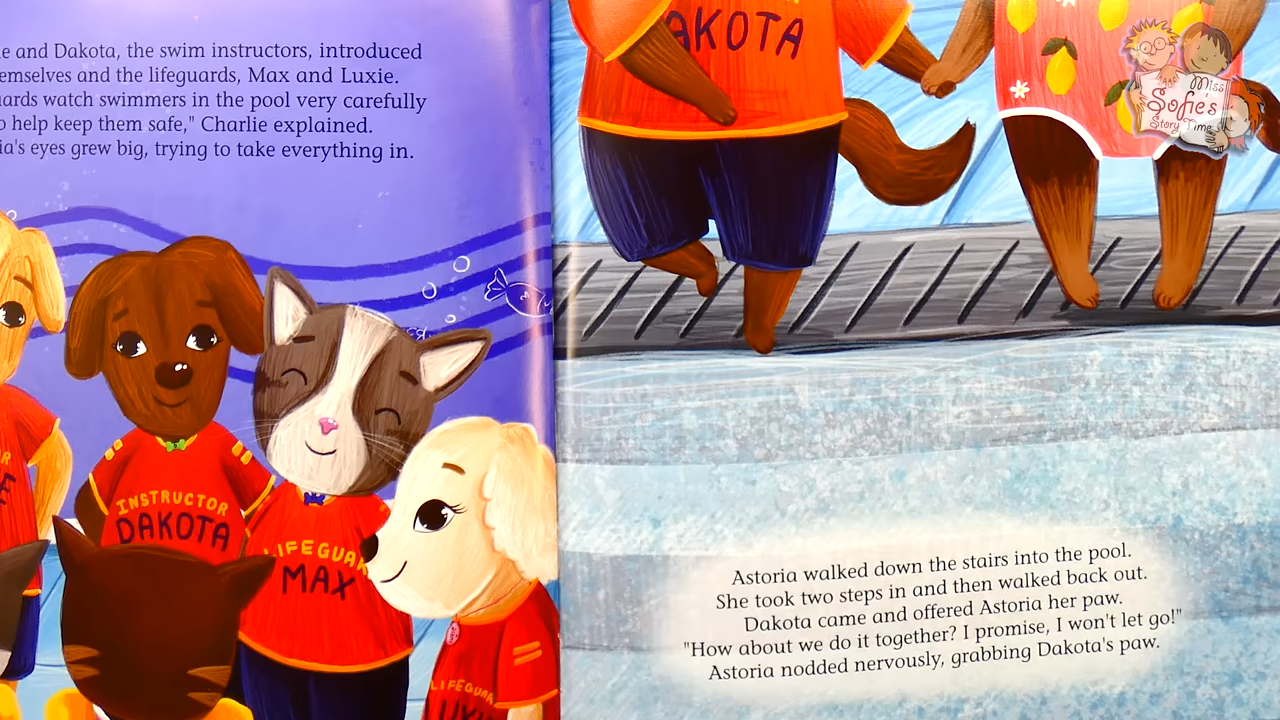 e and Dakota, the swim instructors, introduced
emselves and the lifeguards, Max and Luxie.
ards watch swimmers in the pool very carefully
o help keep them safe," Charlie explained.
ia's eyes grew big, trying to take everything in.
INSTRUCTOR
DAKOTA
LIFEGUAR
MAX
LIFEGUAR
DAKOTA
Miss
Sofie's
Story Time
Astoria walked down the stairs into the pool.
She took two steps in and then walked back out.
Dakota came and offered Astoria her paw.
"How about we do it together? I promise, I won't let go!"
Astoria nodded nervously, grabbing Dakota's paw.